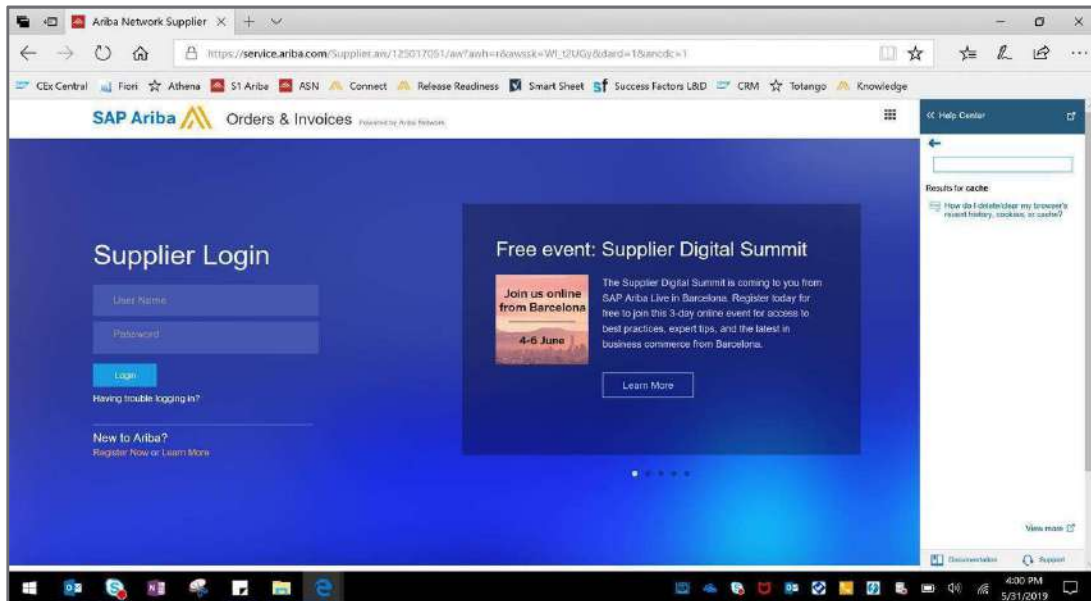 Ariba Network Supplier
https://service.ariba.com/Supplier.aw/125017051/aw?awh=r&awssk=WI_t2UGy&dard=1&ancdc=1
CEx Central Fiori Athena S1 Ariba ASN Connect Release Readiness Smart Sheet Success Factors L&D CRM Totango Knowledge
SAP Ariba Orders & Invoices Powered by Ariba Network
<< Help Center
Results for cache
How do I delete/clear my browser's
recent history, cookies, or cache?
Supplier Login
User Name
Password
Login
Having trouble logging in?
New to Ariba?
Register Now or Learn More
Free event: Supplier Digital Summit
Join us online
from Barcelona
4-6 June
The Supplier Digital Summit is coming to you from
SAP Ariba Live in Barcelona. Register today for
free to join this 3-day online event for access to
best practices, expert tips, and the latest in
business commerce from Barcelona.
Learn More
View more
Documentation Support
4:00 PM
5/31/2019